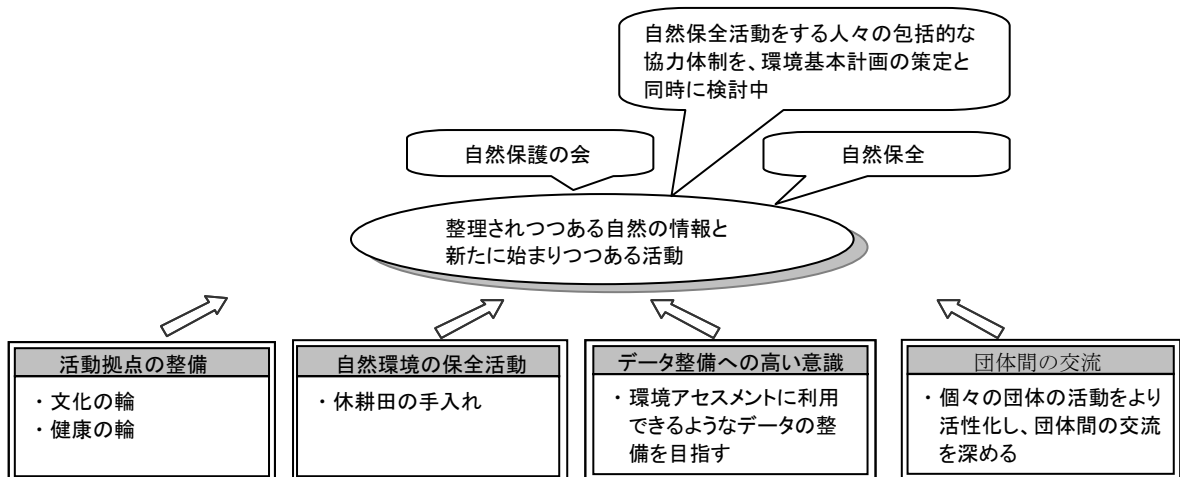 自然保全活動をする人々の包括的な
協力体制を、環境基本計画の策定と
同時に検討中
自然保護の会
自然保全
整理されつつある自然の情報と
新たに始まりつつある活動
活動拠点の整備
・文化の輪
・健康の輪
自然環境の保全活動
・休耕田の手入れ
データ整備への高い意識
・環境アセスメントに利用
できるようなデータの整
備を目指す
団体間の交流
・個々の団体の活動をより
活性化し、団体間の交流
を深める